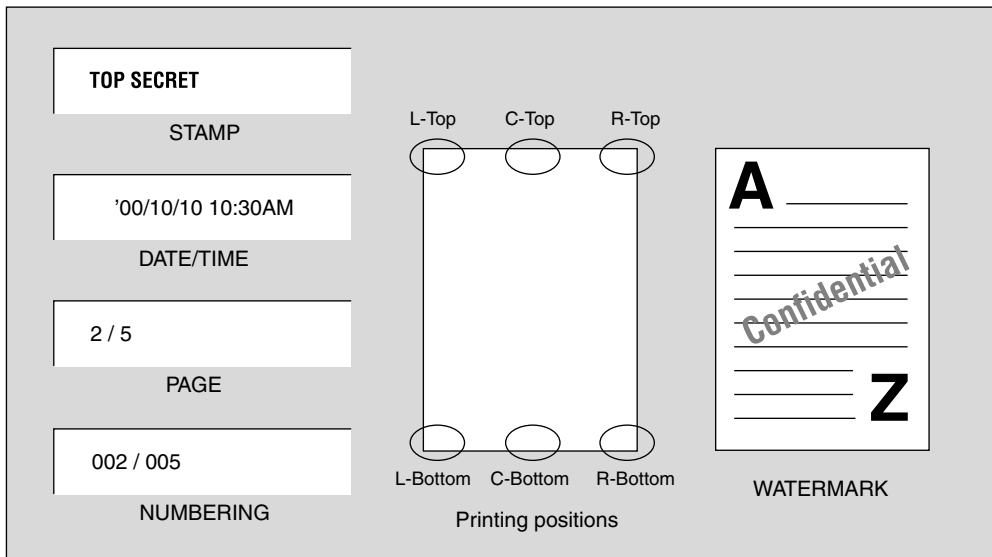 TOP SECRET
STAMP
'00/10/10 10:30AM
DATE/TIME
2 / 5
PAGE
002 / 005
NUMBERING
L-Top C-Top R-Top
L-Bottom C-Bottom R-Bottom
Printing positions
A
Confidential
Z
WATERMARK